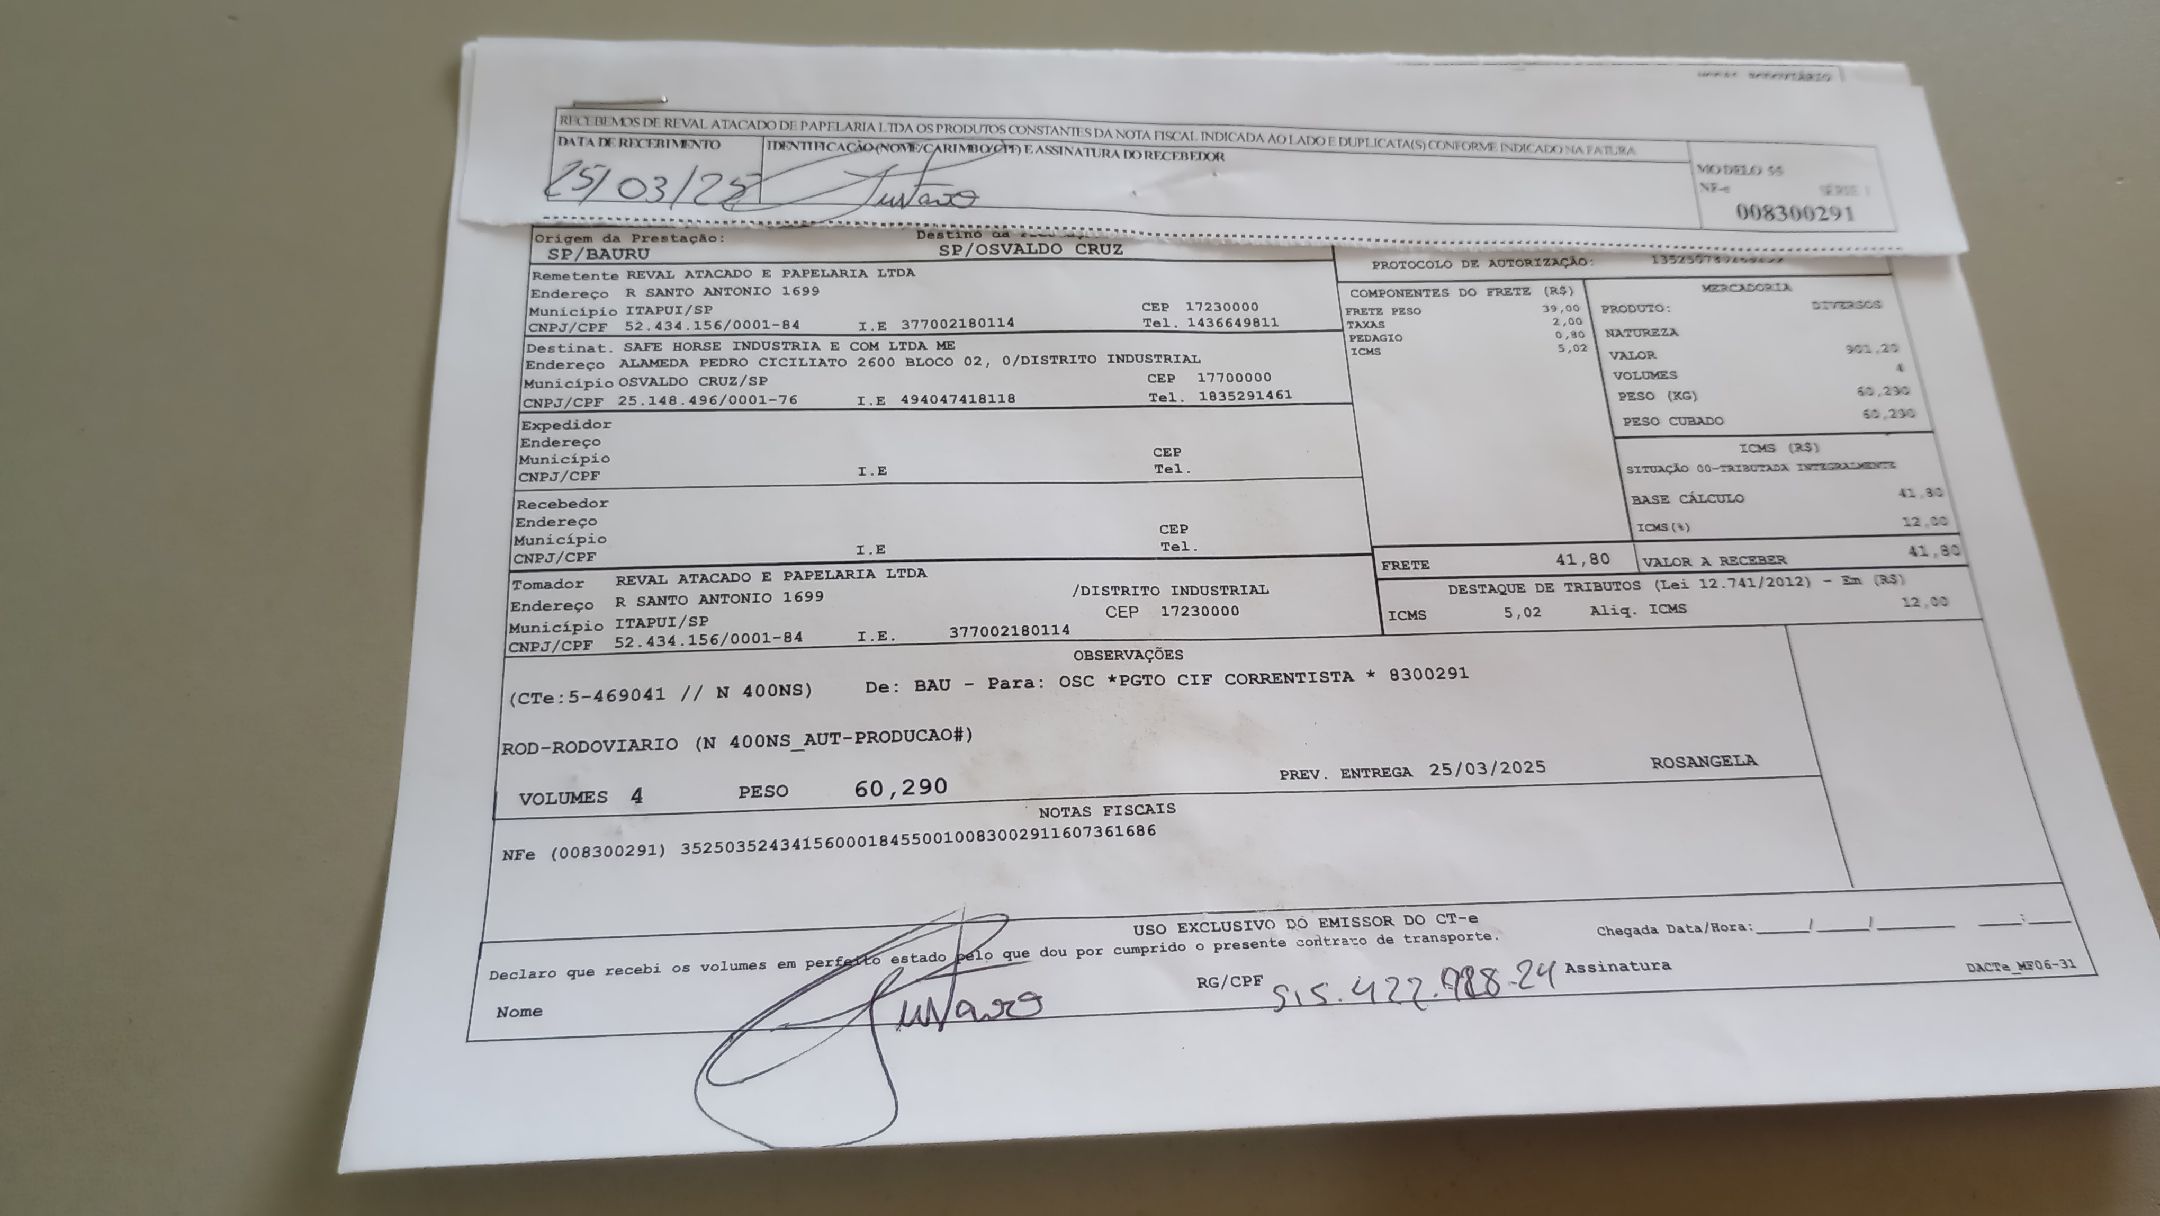 RECEBEMOS DE REVAL ATACADO DE PAPELARIA LTDA OS PRODUTOS CONSTANTES DA NOTA FISCAL INDICADA AO LADO E DUPLICATA(S) CONFORME INDICADO NA FATURA
DATA DE RECEBIMENTO IDENTIFICAÇÃO (NOME/CARIMBO/CPF) E ASSINATURA DO RECEBEDOR
25/03/25 Gustavo
MODELO 55
NF-e SÉRIE 1
008300291
Origem da Prestação: Destino da
SP/BAURU SP/OSVALDO CRUZ
PROTOCOLO DE AUTORIZAÇÃO:
Remetente REVAL ATACADO E PAPELARIA LTDA
Endereço R SANTO ANTONIO 1699
Município ITAPUI/SP CEP 17230000
CNPJ/CPF 52.434.156/0001-84 I.E 377002180114 Tel. 1436649811
Destinat. SAFE HORSE INDUSTRIA E COM LTDA ME
Endereço ALAMEDA PEDRO CICILIATO 2600 BLOCO 02, 0/DISTRITO INDUSTRIAL
Município OSVALDO CRUZ/SP CEP 17700000
CNPJ/CPF 25.148.496/0001-76 I.E 494047418118 Tel. 1835291461
Expedidor
Endereço
Município CEP
CNPJ/CPF I.E Tel.
Recebedor
Endereço
Município CEP
CNPJ/CPF I.E Tel.
Tomador REVAL ATACADO E PAPELARIA LTDA
Endereço R SANTO ANTONIO 1699 /DISTRITO INDUSTRIAL
Município ITAPUI/SP CEP 17230000
CNPJ/CPF 52.434.156/0001-84 I.E. 377002180114
COMPONENTES DO FRETE (R$)
FRETE PESO 39,00
TAXAS 2,00
PEDAGIO 0,80
ICMS 5,02
MERCADORIA
PRODUTO: DIVERSOS
NATUREZA
VALOR 901,20
VOLUMES 4
PESO (KG) 60,290
PESO CUBADO 60,290
ICMS (R$)
SITUAÇÃO 00-TRIBUTADA INTEGRALMENTE
BASE CÁLCULO 41,80
ICMS(%) 12,00
FRETE 41,80 VALOR A RECEBER 41,80
DESTAQUE DE TRIBUTOS (Lei 12.741/2012) - Em (R$)
ICMS 5,02 Aliq. ICMS 12,00
OBSERVAÇÕES
(CTe:5-469041 // N 400NS) De: BAU - Para: OSC *PGTO CIF CORRENTISTA * 8300291
ROD-RODOVIARIO (N 400NS_AUT-PRODUCAO#)
VOLUMES 4 PESO 60,290 PREV. ENTREGA 25/03/2025 ROSANGELA
NOTAS FISCAIS
NFe (008300291) 35250352434156000184550010083002911607361686
USO EXCLUSIVO DO EMISSOR DO CT-e
Declaro que recebi os volumes em perfeito estado pelo que dou por cumprido o presente contrato de transporte. Chegada Data/Hora:____/____/________ ____:____
Nome Gustavo RG/CPF Assinatura DACTe_MF06-31